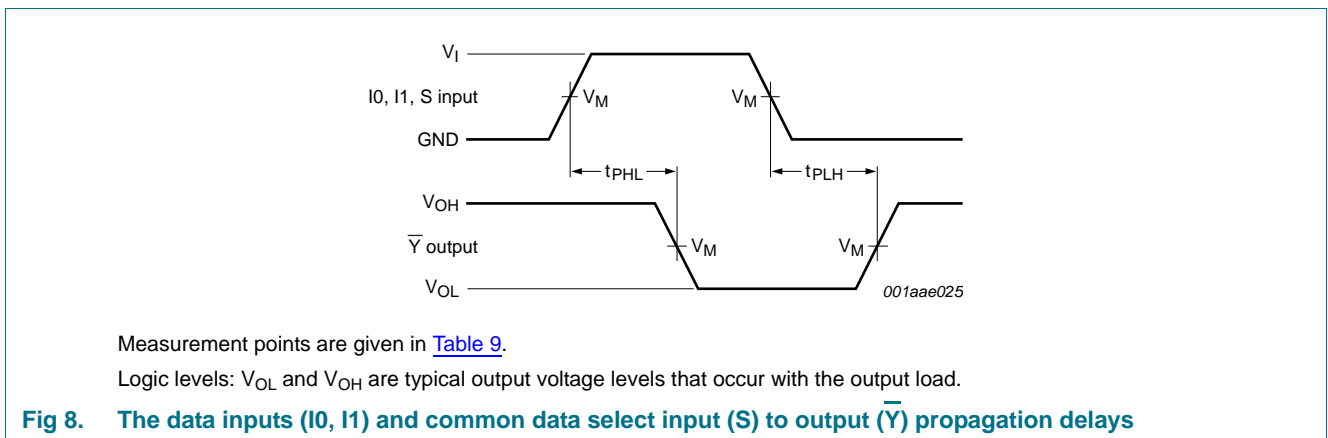 VI
I0, I1, S input
VM
VM
GND
tPHL
tPLH
VOH
Y̅ output
VM
VM
VOL
001aae025
Measurement points are given in Table 9.
Logic levels: VOL and VOH are typical output voltage levels that occur with the output load.
Fig 8. The data inputs (I0, I1) and common data select input (S) to output (Y̅) propagation delays